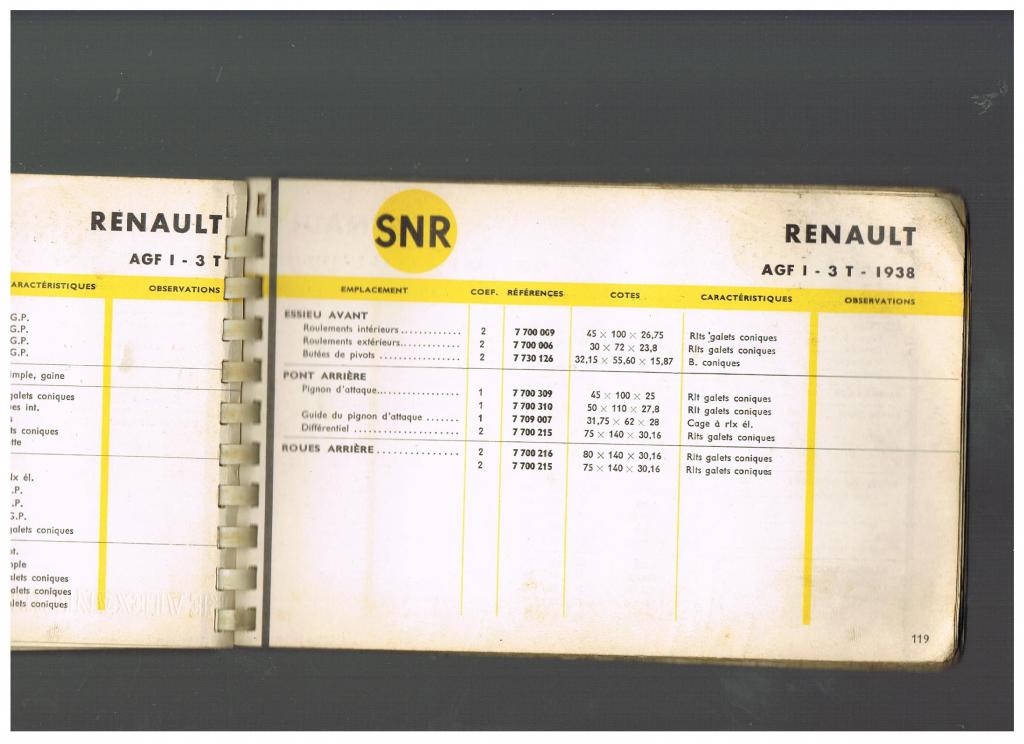 RENAULT
AGF I - 3 T
ARACTÉRISTIQUES OBSERVATIONS
G.P.
G.P.
G.P.
G.P.
imple, gaine
galets coniques
es int.
ts coniques
tte
lx él.
.P.
.P.
G.P.
galets coniques
ot.
nple
alets coniques
alets coniques
alets coniques
SNR
RENAULT
AGF I - 3 T - 1938
EMPLACEMENT COEF. RÉFÉRENCES COTES CARACTÉRISTIQUES OBSERVATIONS
ESSIEU AVANT
Roulements intérieurs ............. 2 7 700 009 45 × 100 × 26,75 Rlts galets coniques
Roulements extérieurs............. 2 7 700 006 30 × 72 × 23,8 Rlts galets coniques
Butées de pivots ................ 2 7 730 126 32,15 × 55,60 × 15,87 B. coniques
PONT ARRIÈRE
Pignon d'attaque................. 1 7 700 309 45 × 100 × 25 Rlt galets coniques
1 7 700 310 50 × 110 × 27,8 Rlt galets coniques
Guide du pignon d'attaque ....... 1 7 709 007 31,75 × 62 × 28 Cage à rlx él.
Différentiel ..................... 2 7 700 215 75 × 140 × 30,16 Rlts galets coniques
ROUES ARRIÈRE ................. 2 7 700 216 80 × 140 × 30,16 Rlts galets coniques
2 7 700 215 75 × 140 × 30,16 Rlts galets coniques
119